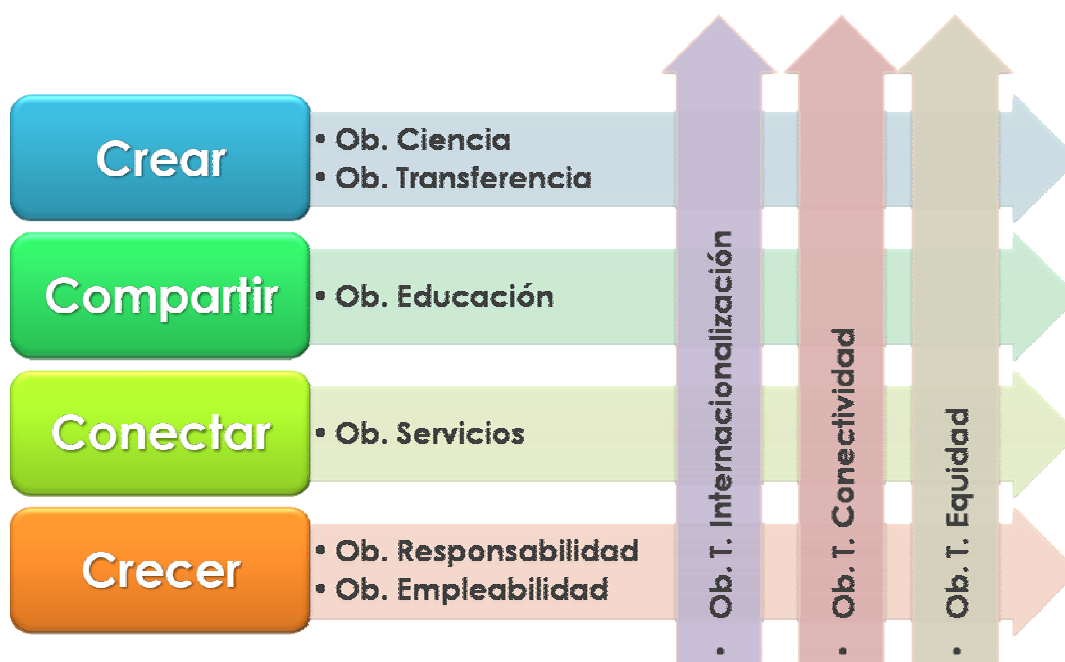 Crear
• Ob. Ciencia
• Ob. Transferencia
Compartir
• Ob. Educación
Conectar
• Ob. Servicios
Crecer
• Ob. Responsabilidad
• Ob. Empleabilidad
• Ob. T. Internacionalización
• Ob. T. Conectividad
• Ob. T. Equidad